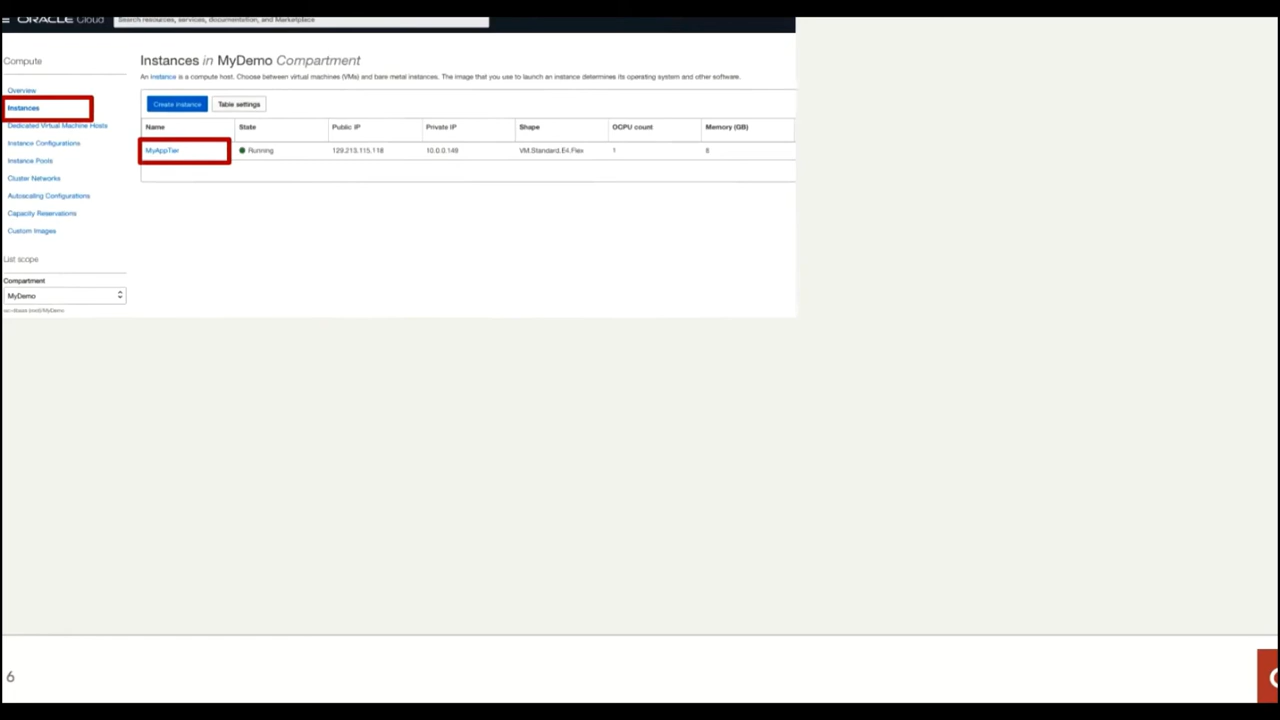 ORACLE Cloud
Search resources, services, documentation, and Marketplace
Compute
Overview
Instances
Dedicated Virtual Machine Hosts
Instance Configurations
Instance Pools
Cluster Networks
Autoscaling Configurations
Capacity Reservations
Custom Images
List scope
Compartment
MyDemo
(root)/MyDemo
Instances in MyDemo Compartment
An instance is a compute host. Choose between virtual machines (VMs) and bare metal instances. The image that you use to launch an instance determines its operating system and other software.
Create instance Table settings
Name State Public IP Private IP Shape OCPU count Memory (GB)
MyAppTier Running 129.213.115.118 10.0.0.149 VM.Standard.E4.Flex 1
6